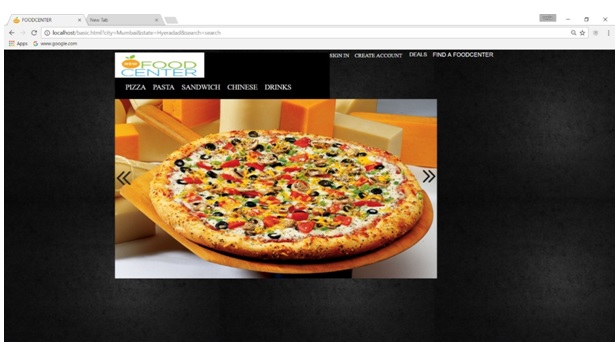 FOODCENTER
New Tab
localhost/basic.html?city=Mumbai&state=Hyeradad&search=search
Apps
www.google.com
NEW FOOD
CENTER
SIGN IN CREATE ACCOUNT DEALS FIND A FOODCENTER
PIZZA PASTA SANDWICH CHINESE DRINKS